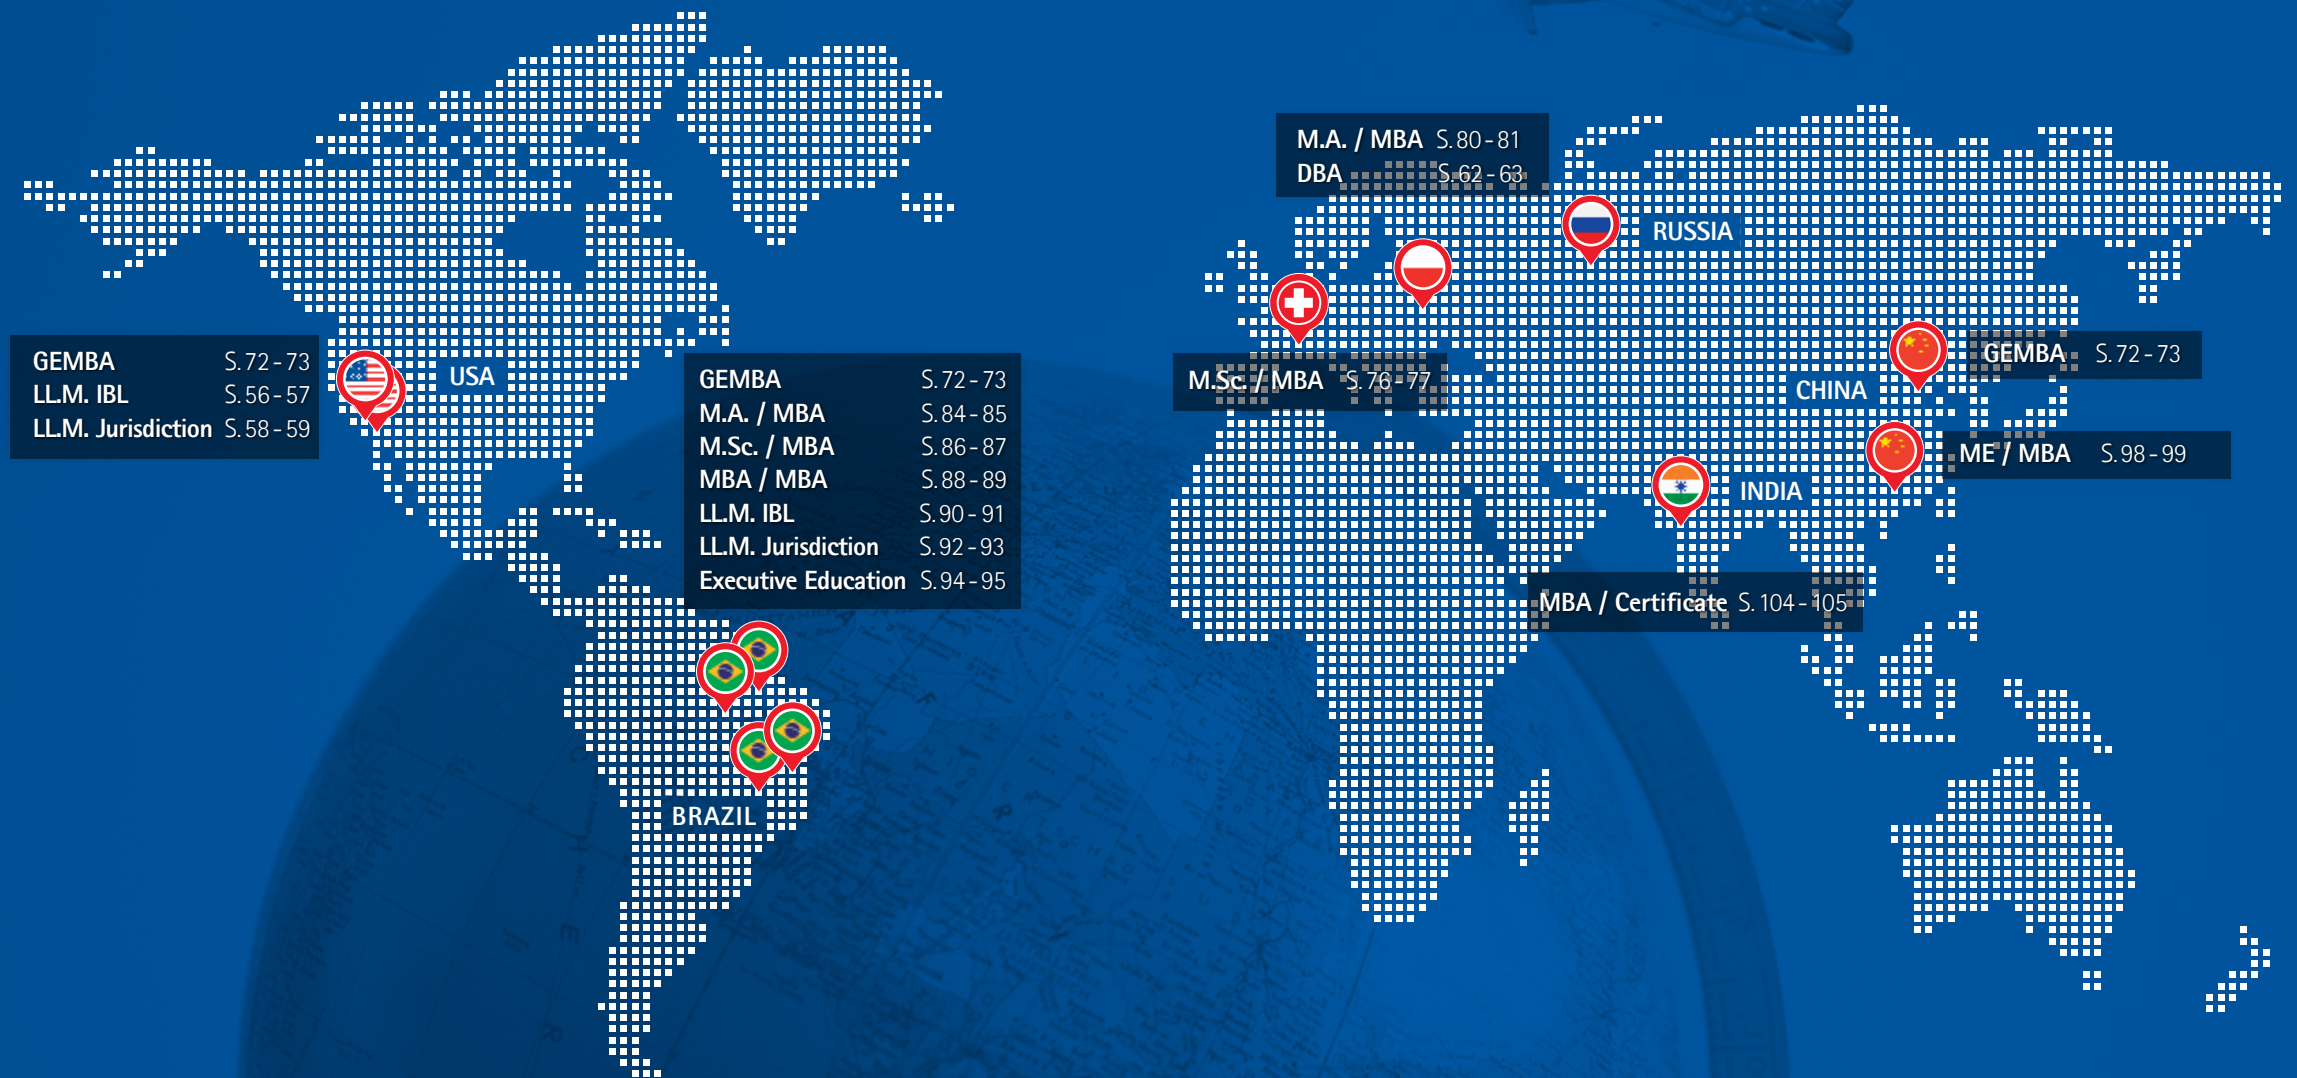 M.A. / MBA S. 80 - 81
DBA S. 62 - 63
RUSSIA
GEMBA S. 72 - 73
LL.M. IBL S. 56 - 57
LL.M. Jurisdiction S. 58 - 59
USA
GEMBA S. 72 - 73
M.A. / MBA S. 84 - 85
M.Sc. / MBA S. 86 - 87
MBA / MBA S. 88 - 89
LL.M. IBL S. 90 - 91
LL.M. Jurisdiction S. 92 - 93
Executive Education S. 94 - 95
M.Sc. / MBA S. 76 - 77
GEMBA S. 72 - 73
CHINA
ME / MBA S. 98 - 99
INDIA
MBA / Certificate S. 104 - 105
BRAZIL